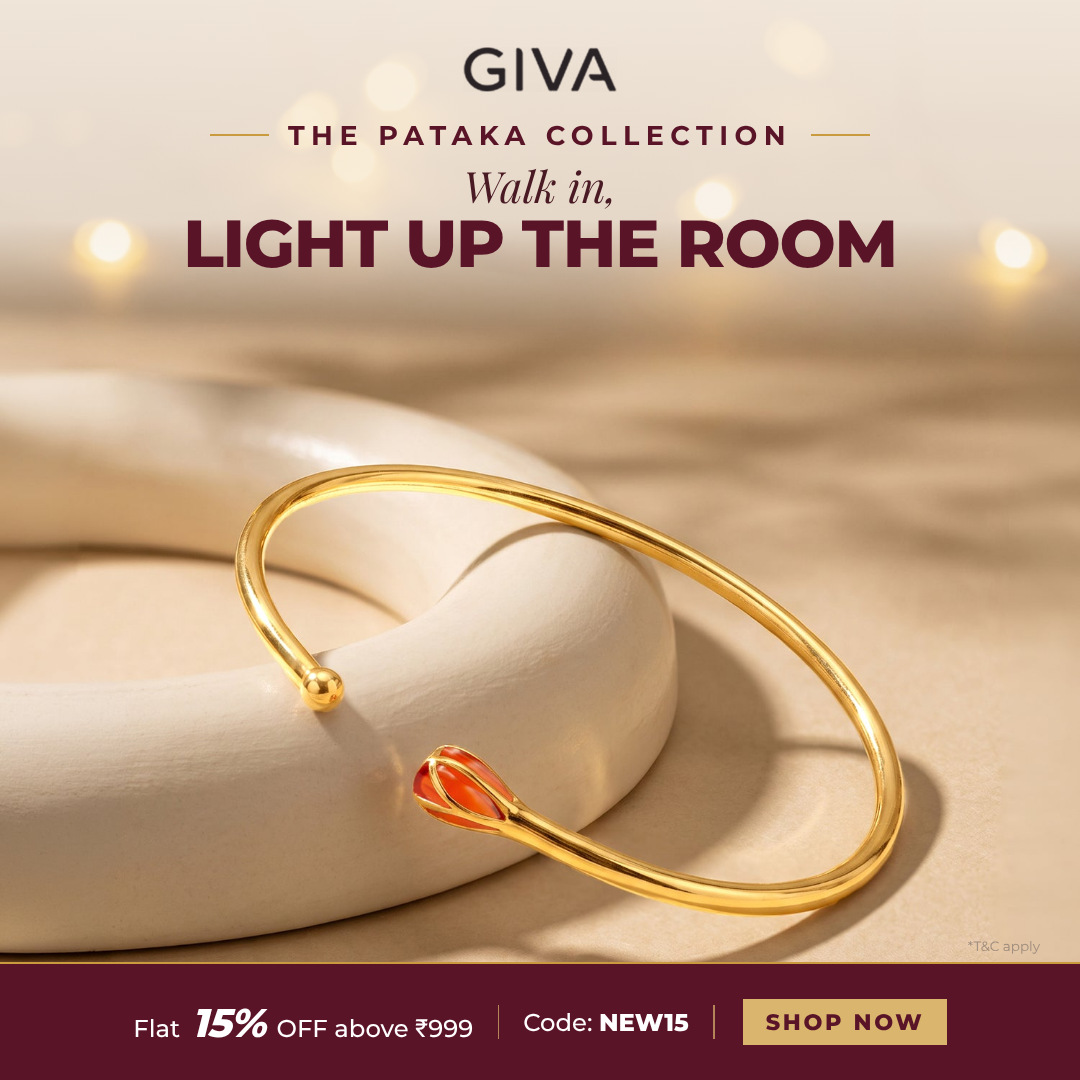 GIVA
THE PATAKA COLLECTION
Walk in,
LIGHT UP THE ROOM
*T&C apply
Flat 15% OFF above ₹999
Code: NEW15
SHOP NOW